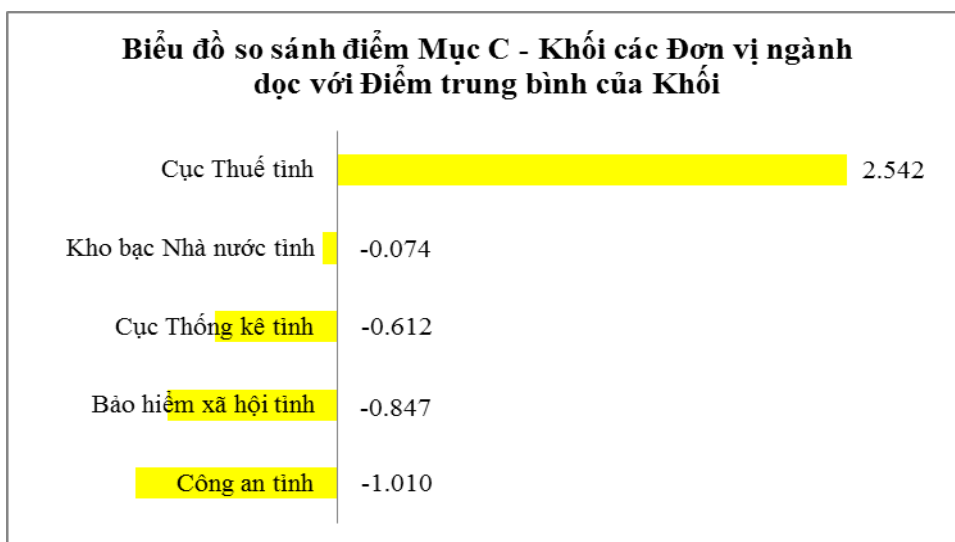 Biểu đồ so sánh điểm Mục C - Khối các Đơn vị ngành
dọc với Điểm trung bình của Khối
Cục Thuế tỉnh 2.542
Kho bạc Nhà nước tỉnh -0.074
Cục Thống kê tỉnh -0.612
Bảo hiểm xã hội tỉnh -0.847
Công an tỉnh -1.010